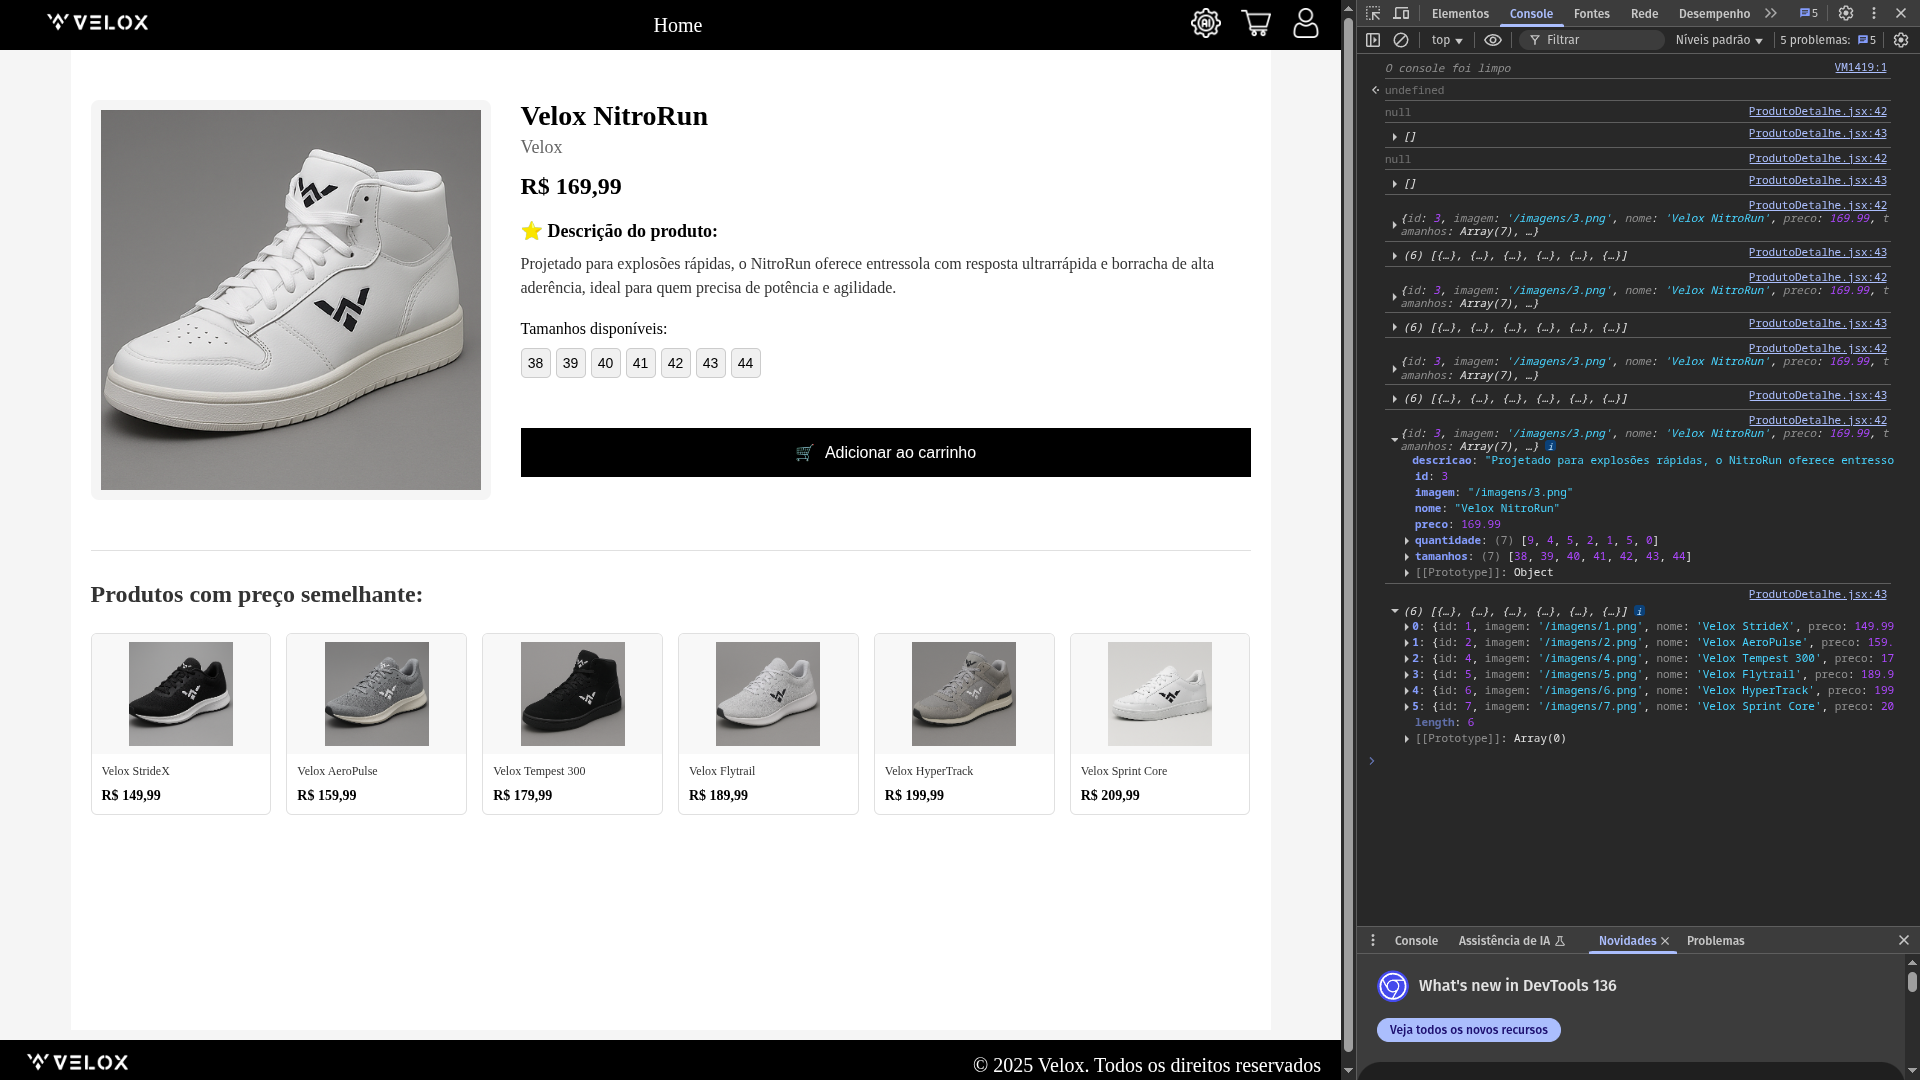 VELOX
Home
Velox NitroRun
Velox
R$ 169,99
⭐ Descrição do produto:
Projetado para explosões rápidas, o NitroRun oferece entressola com resposta ultrarrápida e borracha de alta
aderência, ideal para quem precisa de potência e agilidade.
Tamanhos disponíveis:
38 39 40 41 42 43 44
🛒 Adicionar ao carrinho
Produtos com preço semelhante:
Velox StrideX
R$ 149,99
Velox AeroPulse
R$ 159,99
Velox Tempest 300
R$ 179,99
Velox Flytrail
R$ 189,99
Velox HyperTrack
R$ 199,99
Velox Sprint Core
R$ 209,99
VELOX
© 2025 Velox. Todos os direitos reservados
Elementos Console Fontes Rede Desempenho 5
top Filtrar Níveis padrão 5 problemas: 5
O console foi limpo VM1419:1
undefined
null ProdutoDetalhe.jsx:42
[] ProdutoDetalhe.jsx:43
null ProdutoDetalhe.jsx:42
[] ProdutoDetalhe.jsx:43
ProdutoDetalhe.jsx:42
{id: 3, imagem: '/imagens/3.png', nome: 'Velox NitroRun', preco: 169.99, t
amanhos: Array(7), …}
(6) [{…}, {…}, {…}, {…}, {…}, {…}] ProdutoDetalhe.jsx:43
ProdutoDetalhe.jsx:42
{id: 3, imagem: '/imagens/3.png', nome: 'Velox NitroRun', preco: 169.99, t
amanhos: Array(7), …}
(6) [{…}, {…}, {…}, {…}, {…}, {…}] ProdutoDetalhe.jsx:43
ProdutoDetalhe.jsx:42
{id: 3, imagem: '/imagens/3.png', nome: 'Velox NitroRun', preco: 169.99, t
amanhos: Array(7), …}
(6) [{…}, {…}, {…}, {…}, {…}, {…}] ProdutoDetalhe.jsx:43
ProdutoDetalhe.jsx:42
{id: 3, imagem: '/imagens/3.png', nome: 'Velox NitroRun', preco: 169.99, t
amanhos: Array(7), …} i
descricao: "Projetado para explosões rápidas, o NitroRun oferece entresso
id: 3
imagem: "/imagens/3.png"
nome: "Velox NitroRun"
preco: 169.99
quantidade: (7) [9, 4, 5, 2, 1, 5, 0]
tamanhos: (7) [38, 39, 40, 41, 42, 43, 44]
[[Prototype]]: Object
ProdutoDetalhe.jsx:43
(6) [{…}, {…}, {…}, {…}, {…}, {…}] i
0: {id: 1, imagem: '/imagens/1.png', nome: 'Velox StrideX', preco: 149.99
1: {id: 2, imagem: '/imagens/2.png', nome: 'Velox AeroPulse', preco: 159.
2: {id: 4, imagem: '/imagens/4.png', nome: 'Velox Tempest 300', preco: 17
3: {id: 5, imagem: '/imagens/5.png', nome: 'Velox Flytrail', preco: 189.9
4: {id: 6, imagem: '/imagens/6.png', nome: 'Velox HyperTrack', preco: 199
5: {id: 7, imagem: '/imagens/7.png', nome: 'Velox Sprint Core', preco: 20
length: 6
[[Prototype]]: Array(0)
Console Assistência de IA Novidades Problemas
What's new in DevTools 136
Veja todos os novos recursos